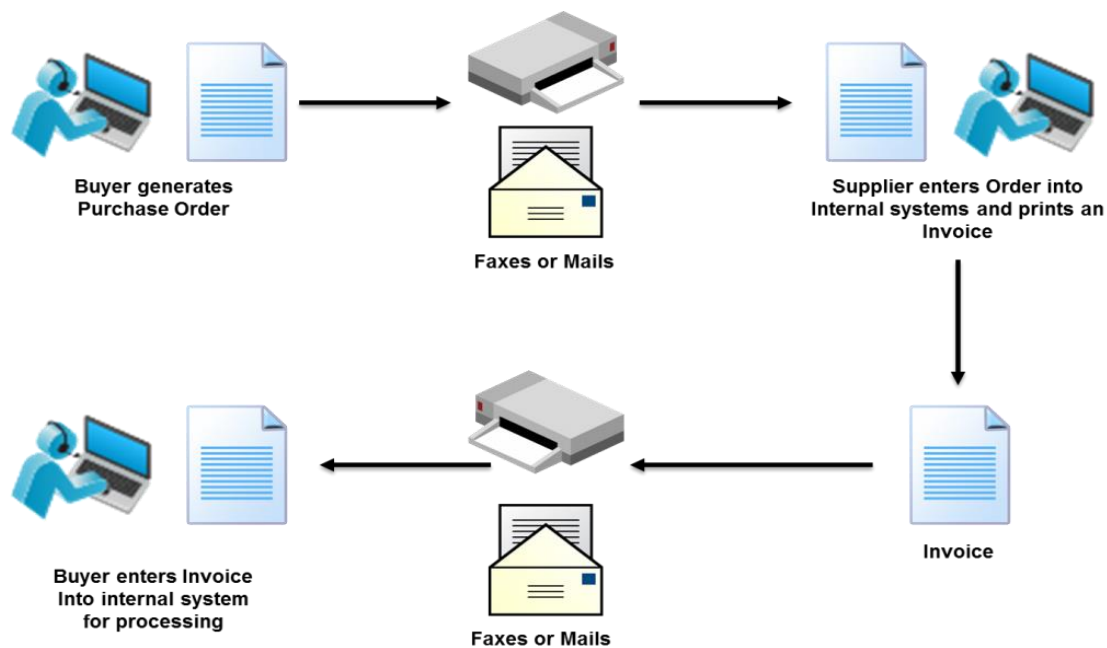 Buyer generates
Purchase Order
Faxes or Mails
Supplier enters Order into
Internal systems and prints an
Invoice
Invoice
Faxes or Mails
Buyer enters Invoice
Into internal system
for processing